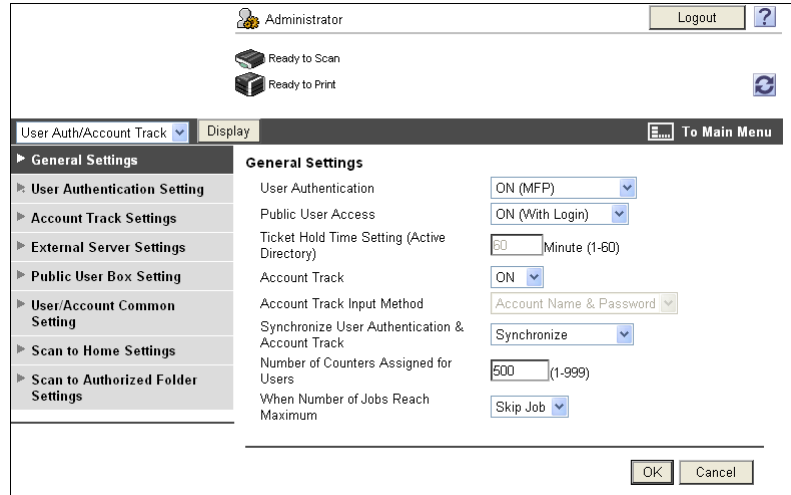 Administrator
Logout
?
Ready to Scan
Ready to Print
User Auth/Account Track
Display
To Main Menu
General Settings
User Authentication Setting
Account Track Settings
External Server Settings
Public User Box Setting
User/Account Common
Setting
Scan to Home Settings
Scan to Authorized Folder
Settings
General Settings
User Authentication
ON (MFP)
Public User Access
ON (With Login)
Ticket Hold Time Setting (Active
Directory)
60 Minute (1-60)
Account Track
ON
Account Track Input Method
Account Name & Password
Synchronize User Authentication &
Account Track
Synchronize
Number of Counters Assigned for
Users
500 (1-999)
When Number of Jobs Reach
Maximum
Skip Job
OK
Cancel